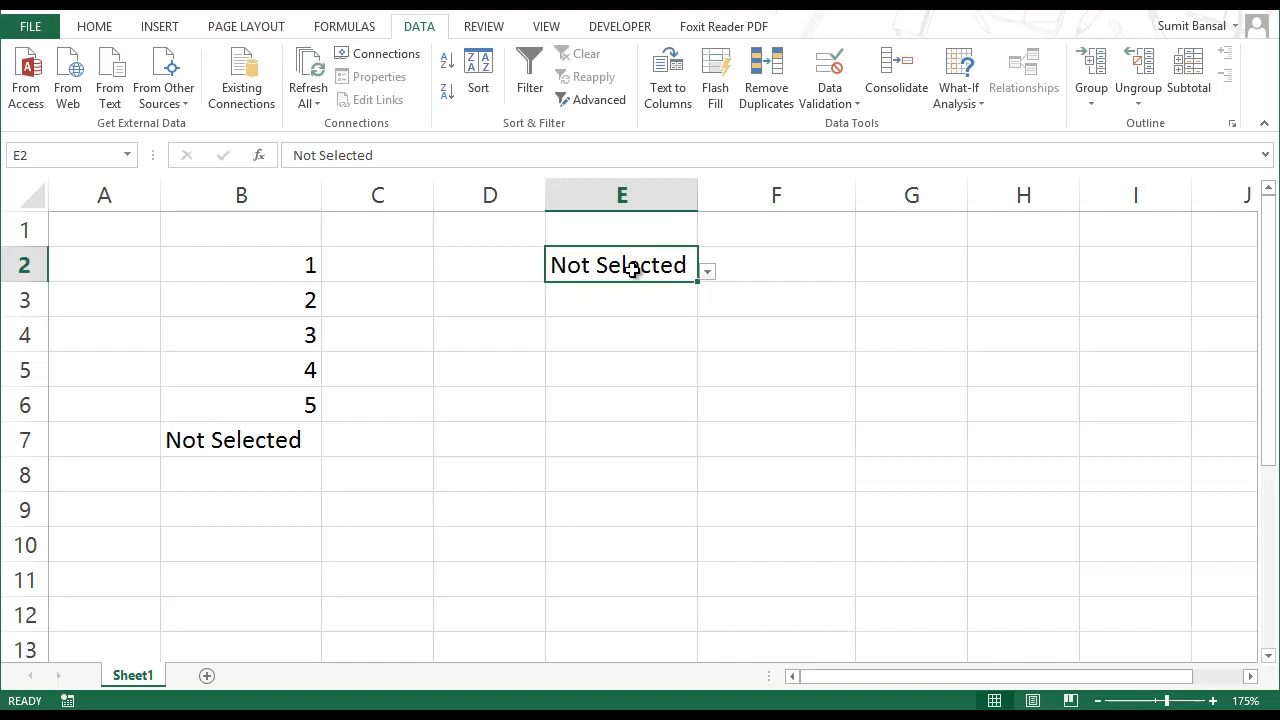 FILE HOME INSERT PAGE LAYOUT FORMULAS DATA REVIEW VIEW DEVELOPER Foxit Reader PDF Sumit Bansal
From Access
From Web
From Text
From Other Sources
Existing Connections
Get External Data
Refresh All
Connections
Properties
Edit Links
Connections
Sort
Filter
Clear
Reapply
Advanced
Sort & Filter
Text to Columns
Flash Fill
Remove Duplicates
Data Validation
Consolidate
What-If Analysis
Relationships
Data Tools
Group
Ungroup
Subtotal
Outline
E2 fx Not Selected
A B C D E F G H I J
1
2 1 Not Selected
3 2
4 3
5 4
6 5
7 Not Selected
8
9
10
11
12
13
Sheet1
READY 175%